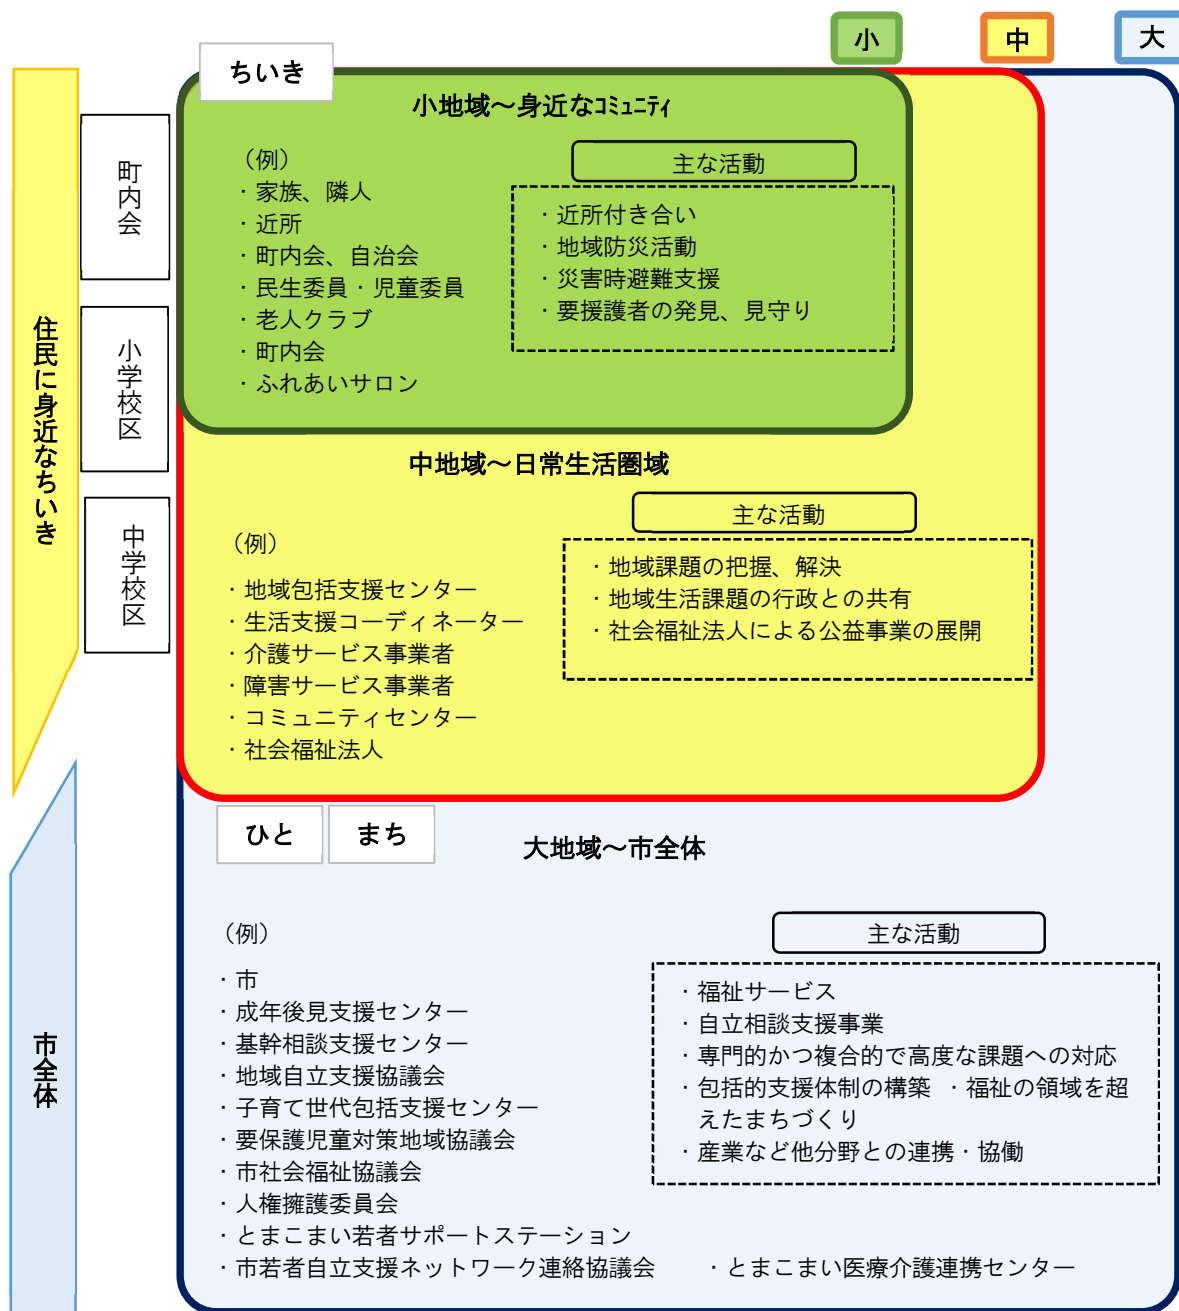 小
中
大
ちいき
小地域～身近なｺﾐｭﾆﾃｨ
町内会
（例）
・家族、隣人
・近所
・町内会、自治会
・民生委員・児童委員
・老人クラブ
・町内会
・ふれあいサロン
主な活動
・近所付き合い
・地域防災活動
・災害時避難支援
・要援護者の発見、見守り
住民に身近なちいき
小学校区
中学校区
中地域～日常生活圏域
（例）
・地域包括支援センター
・生活支援コーディネーター
・介護サービス事業者
・障害サービス事業者
・コミュニティセンター
・社会福祉法人
主な活動
・地域課題の把握、解決
・地域生活課題の行政との共有
・社会福祉法人による公益事業の展開
ひと
まち
大地域～市全体
市全体
（例）
・市
・成年後見支援センター
・基幹相談支援センター
・地域自立支援協議会
・子育て世代包括支援センター
・要保護児童対策地域協議会
・市社会福祉協議会
・人権擁護委員会
・とまこまい若者サポートステーション
・市若者自立支援ネットワーク連絡協議会　　・とまこまい医療介護連携センター
主な活動
・福祉サービス
・自立相談支援事業
・専門的かつ複合的で高度な課題への対応
・包括的支援体制の構築　・福祉の領域を超
えたまちづくり
・産業など他分野との連携・協働